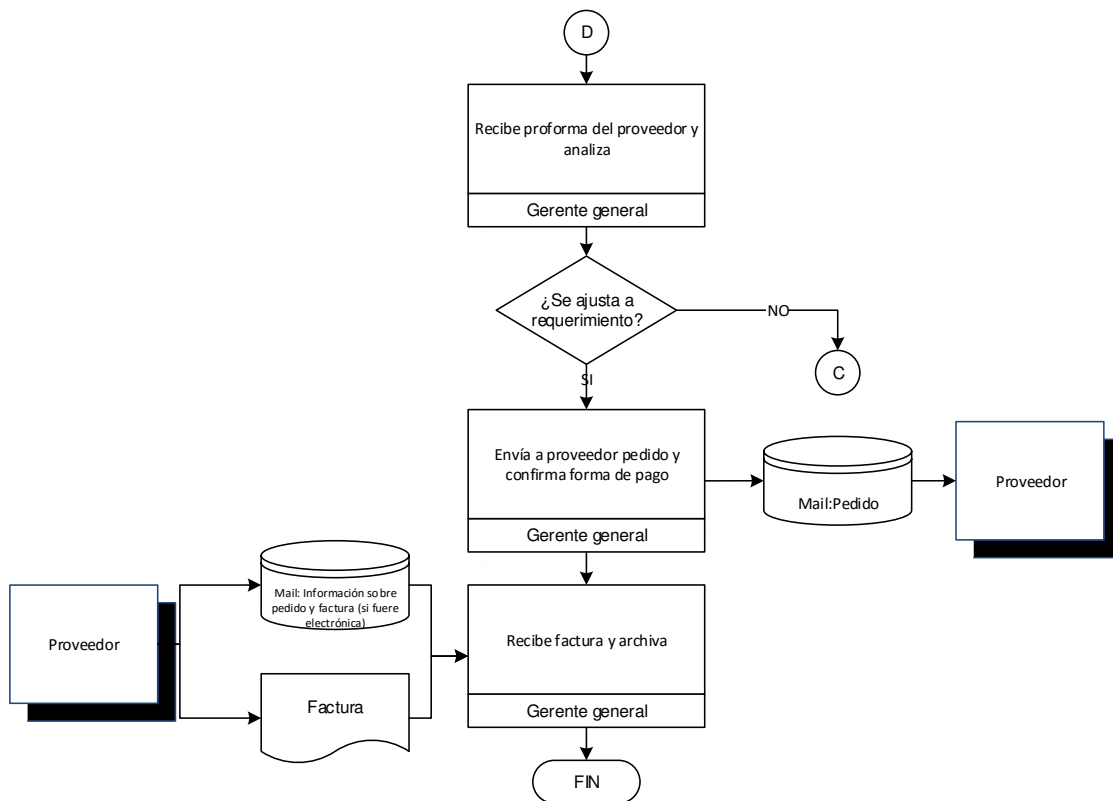 D
Recibe proforma del proveedor y
analiza
Gerente general
¿Se ajusta a
requerimiento?
NO
C
SI
Envía a proveedor pedido y
confirma forma de pago
Gerente general
Mail:Pedido
Proveedor
Proveedor
Mail: Información sobre
pedido y factura (si fuere
electrónica)
Factura
Recibe factura y archiva
Gerente general
FIN